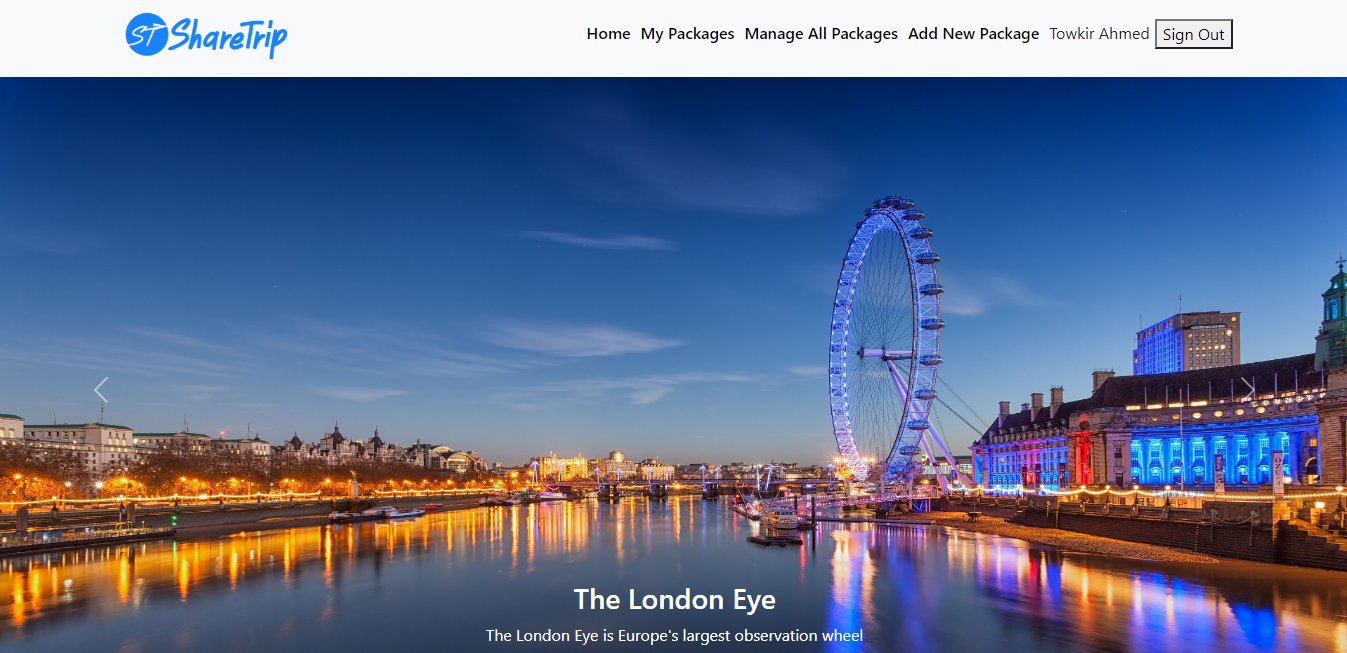 ST ShareTrip
Home My Packages Manage All Packages Add New Package Towkir Ahmed Sign Out
The London Eye
The London Eye is Europe's largest observation wheel